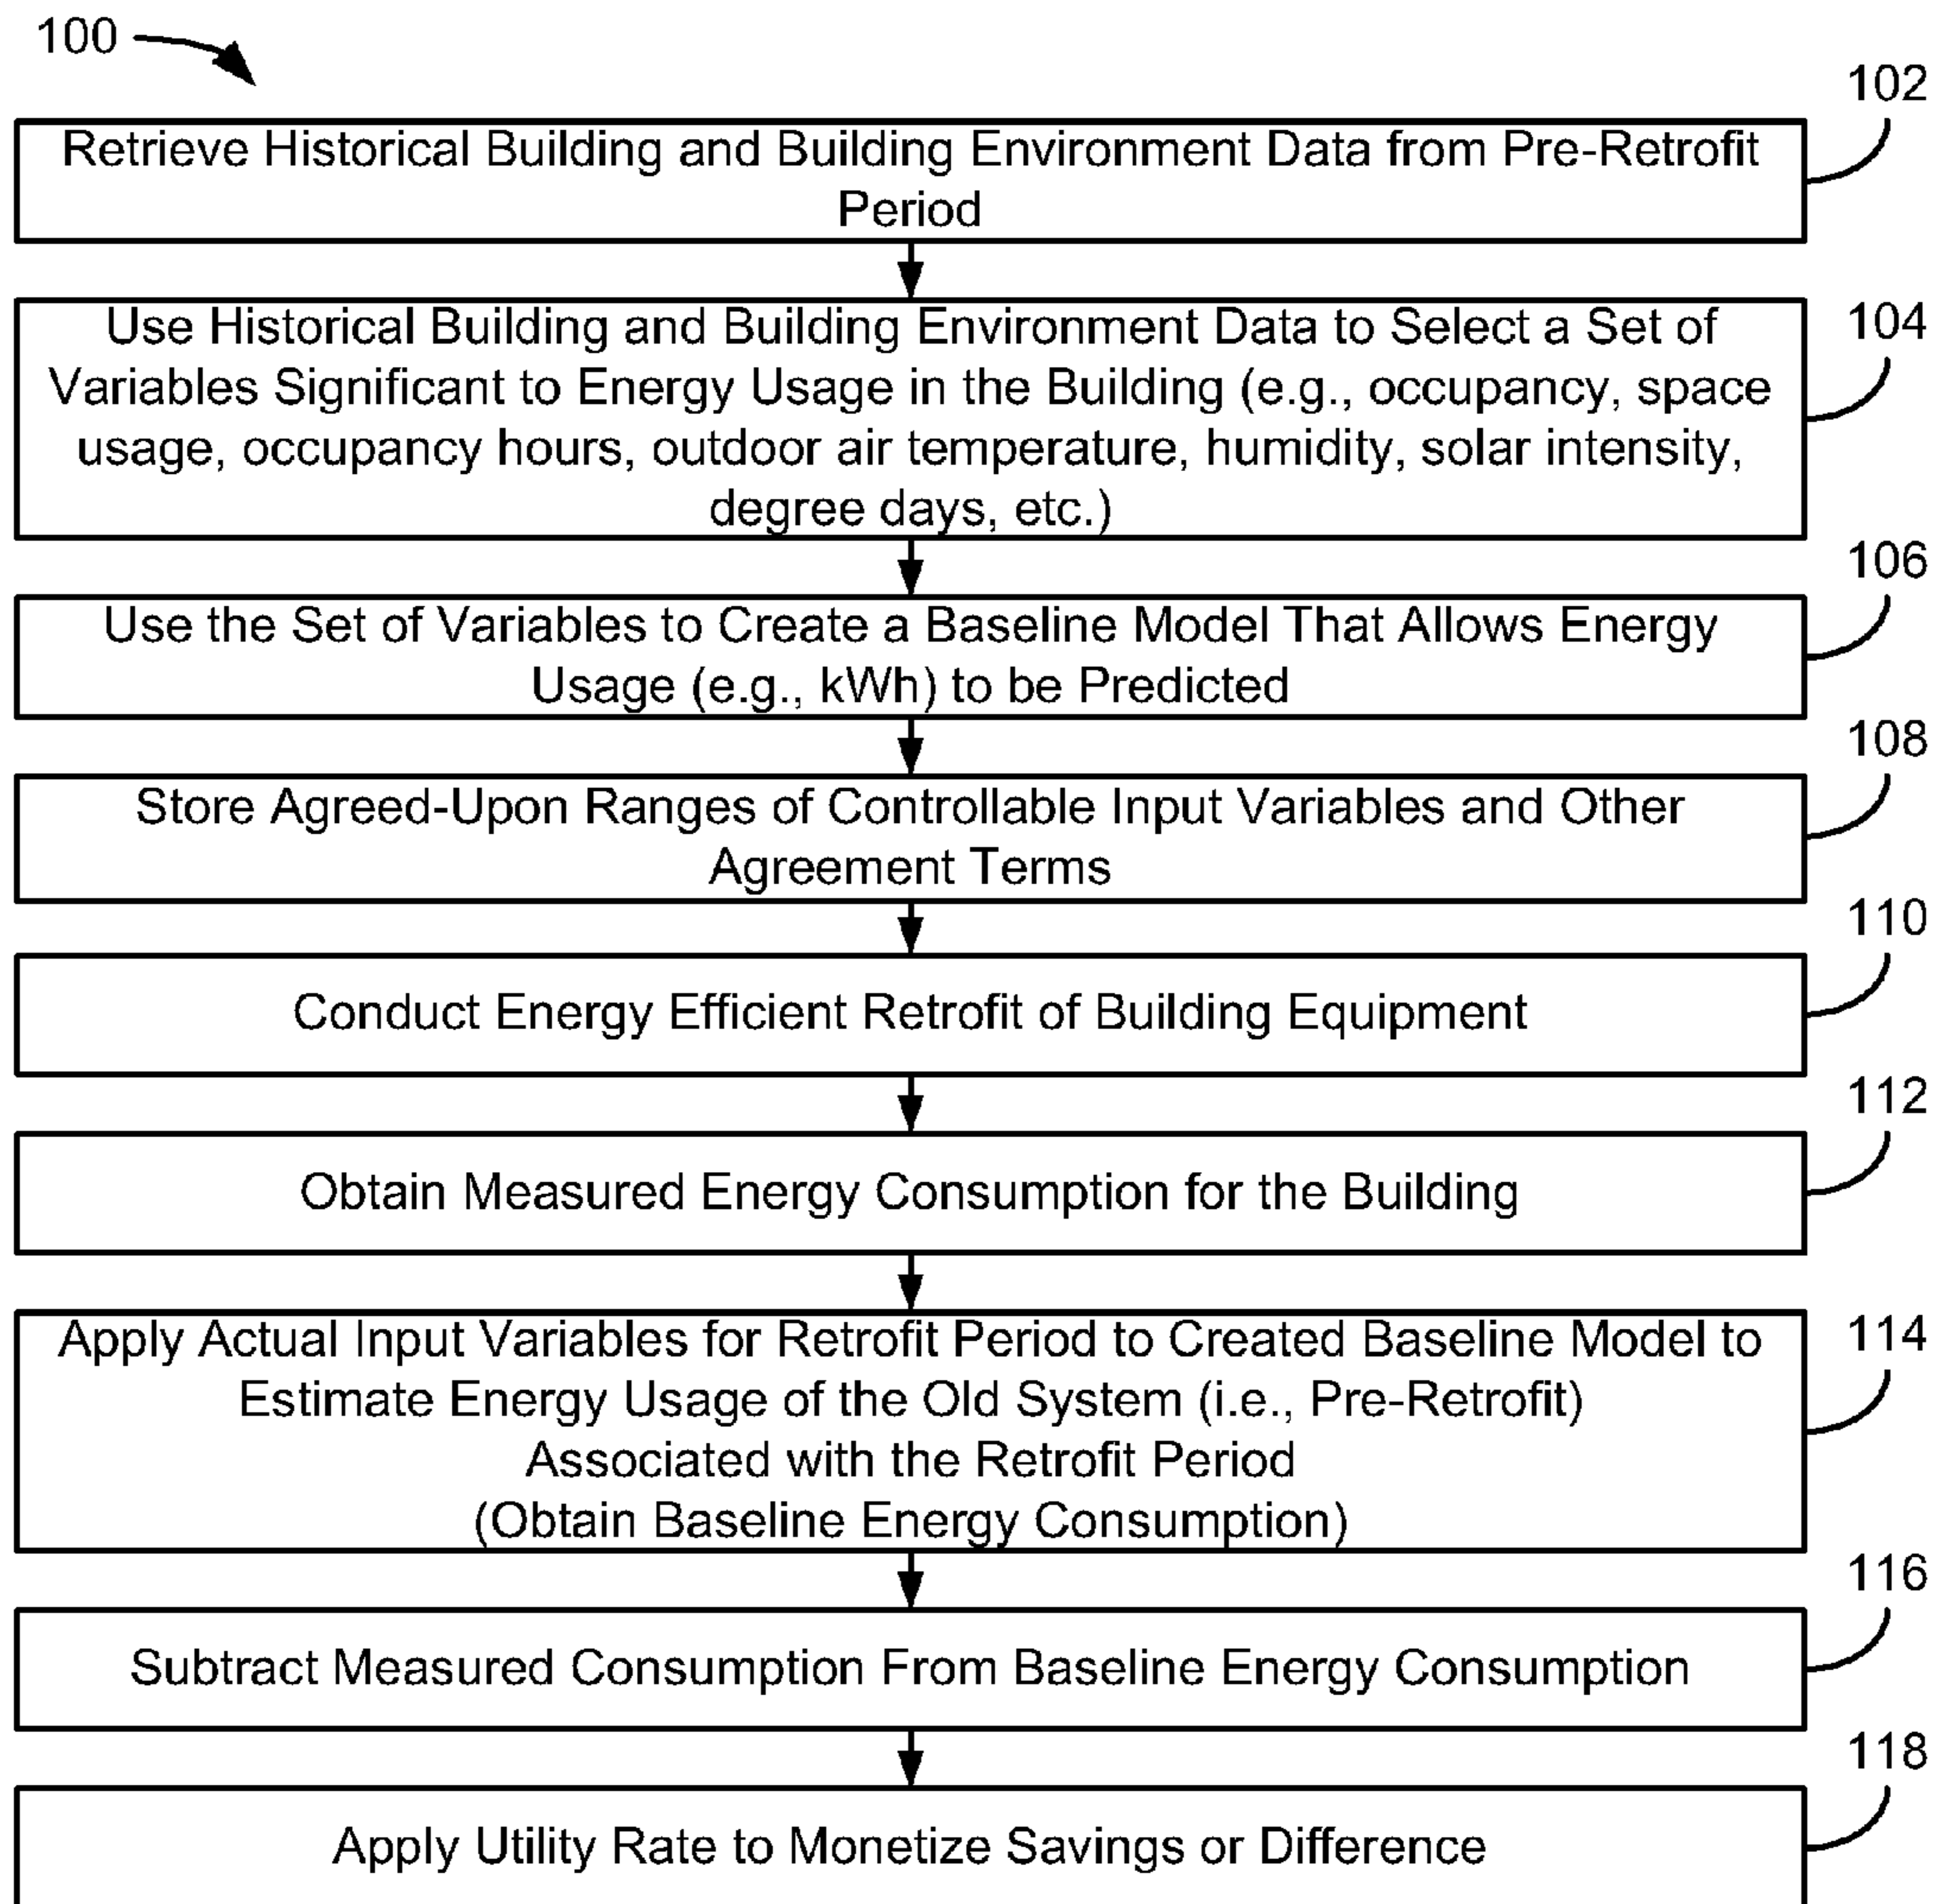 100
102
Retrieve Historical Building and Building Environment Data from Pre-Retrofit
Period
104
Use Historical Building and Building Environment Data to Select a Set of
Variables Significant to Energy Usage in the Building (e.g., occupancy, space
usage, occupancy hours, outdoor air temperature, humidity, solar intensity,
degree days, etc.)
106
Use the Set of Variables to Create a Baseline Model That Allows Energy
Usage (e.g., kWh) to be Predicted
108
Store Agreed-Upon Ranges of Controllable Input Variables and Other
Agreement Terms
110
Conduct Energy Efficient Retrofit of Building Equipment
112
Obtain Measured Energy Consumption for the Building
114
Apply Actual Input Variables for Retrofit Period to Created Baseline Model to
Estimate Energy Usage of the Old System (i.e., Pre-Retrofit)
Associated with the Retrofit Period
(Obtain Baseline Energy Consumption)
116
Subtract Measured Consumption From Baseline Energy Consumption
118
Apply Utility Rate to Monetize Savings or Difference